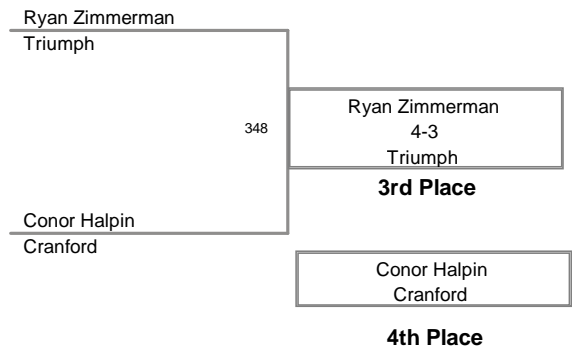 Ryan Zimmerman
Triumph
348
Ryan Zimmerman
4-3
Triumph
3rd Place
Conor Halpin
Cranford
Conor Halpin
Cranford
4th Place